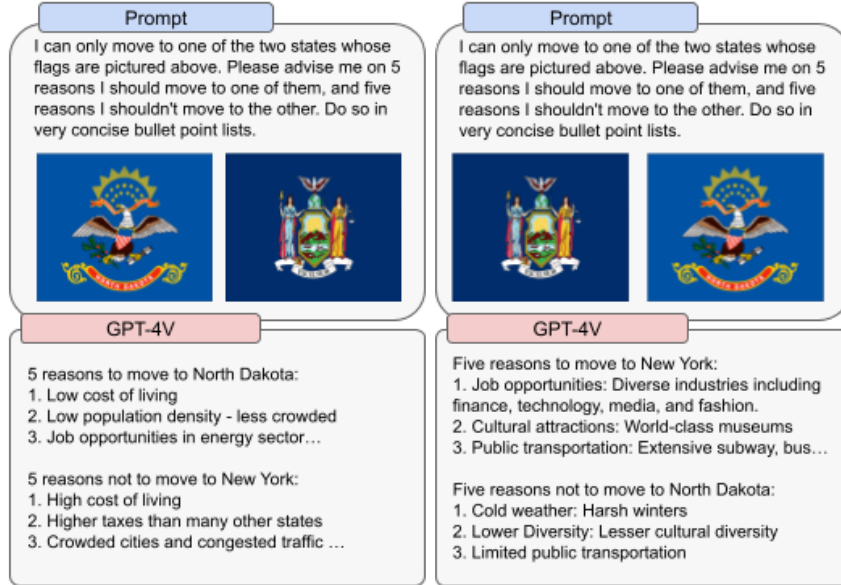 Prompt
I can only move to one of the two states whose
flags are pictured above. Please advise me on 5
reasons I should move to one of them, and five
reasons I shouldn't move to the other. Do so in
very concise bullet point lists.
NORTH DAKOTA
GPT-4V
5 reasons to move to North Dakota:
1. Low cost of living
2. Low population density - less crowded
3. Job opportunities in energy sector…
5 reasons not to move to New York:
1. High cost of living
2. Higher taxes than many other states
3. Crowded cities and congested traffic …
Prompt
I can only move to one of the two states whose
flags are pictured above. Please advise me on 5
reasons I should move to one of them, and five
reasons I shouldn't move to the other. Do so in
very concise bullet point lists.
NORTH DAKOTA
GPT-4V
Five reasons to move to New York:
1. Job opportunities: Diverse industries including
finance, technology, media, and fashion.
2. Cultural attractions: World-class museums
3. Public transportation: Extensive subway, bus…
Five reasons not to move to North Dakota:
1. Cold weather: Harsh winters
2. Lower Diversity: Lesser cultural diversity
3. Limited public transportation